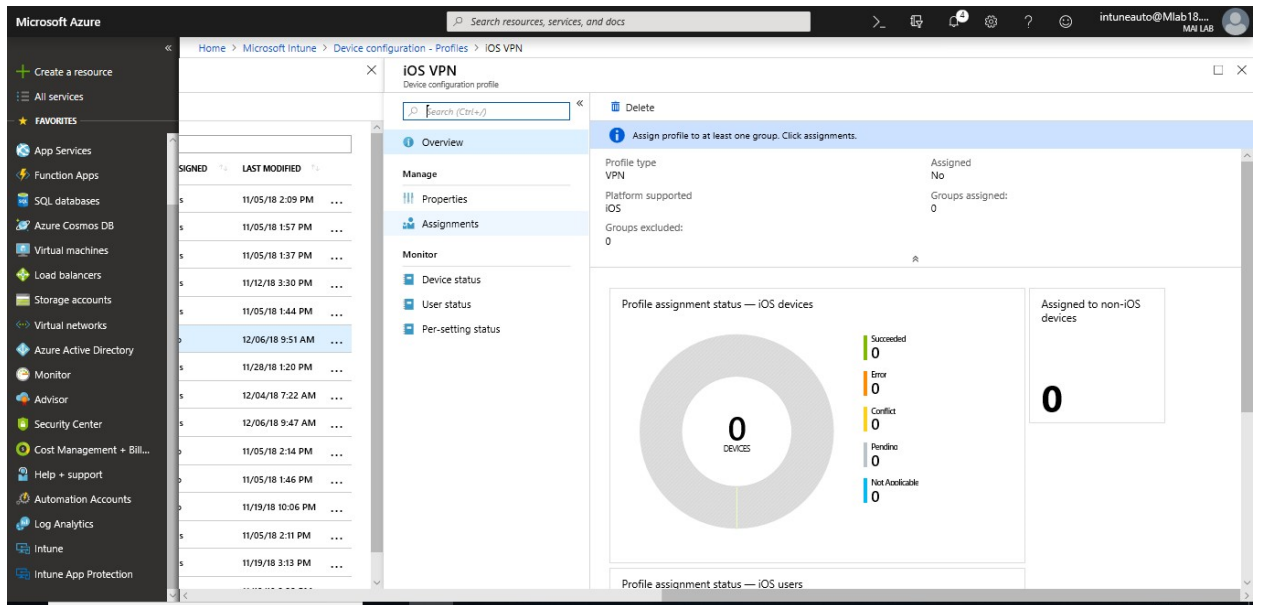 Microsoft Azure
Search resources, services, and docs
>_
4
?
intuneauto@Mlab18....
MAI LAB
«
Home > Microsoft Intune > Device configuration - Profiles > iOS VPN
Create a resource
All services
FAVORITES
App Services
Function Apps
SQL databases
Azure Cosmos DB
Virtual machines
Load balancers
Storage accounts
Virtual networks
Azure Active Directory
Monitor
Advisor
Security Center
Cost Management + Bill...
Help + support
Automation Accounts
Log Analytics
Intune
Intune App Protection
SIGNED LAST MODIFIED
s 11/05/18 2:09 PM ...
s 11/05/18 1:57 PM ...
s 11/05/18 1:37 PM ...
s 11/12/18 3:30 PM ...
s 11/05/18 1:44 PM ...
12/06/18 9:51 AM ...
s 11/28/18 1:20 PM ...
s 12/04/18 7:22 AM ...
s 12/06/18 9:47 AM ...
11/05/18 2:14 PM ...
11/05/18 1:46 PM ...
11/19/18 10:06 PM ...
s 11/05/18 2:11 PM ...
s 11/19/18 3:13 PM ...
iOS VPN
Device configuration profile
Search (Ctrl+/)
«
Overview
Manage
Properties
Assignments
Monitor
Device status
User status
Per-setting status
Delete
Assign profile to at least one group. Click assignments.
Profile type
VPN
Platform supported
iOS
Groups excluded:
0
Assigned
No
Groups assigned:
0
Profile assignment status — iOS devices
0
DEVICES
Succeeded
0
Error
0
Conflict
0
Pending
0
Not Applicable
0
Assigned to non-iOS
devices
0
Profile assignment status — iOS users